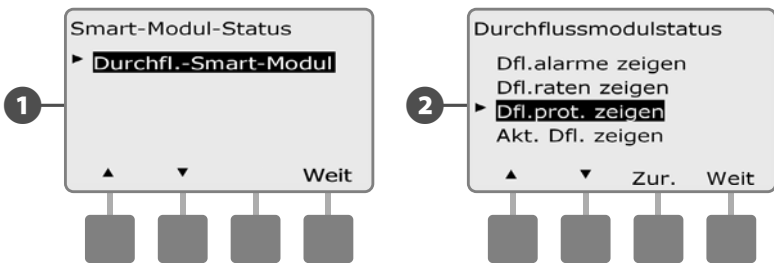 1
Smart-Modul-Status
► Durchfl.-Smart-Modul
▲ ▼ Weit
2
Durchflussmodulstatus
Dfl.alarme zeigen
Dfl.raten zeigen
► Dfl.prot. zeigen
Akt. Dfl. zeigen
▲ ▼ Zur. Weit